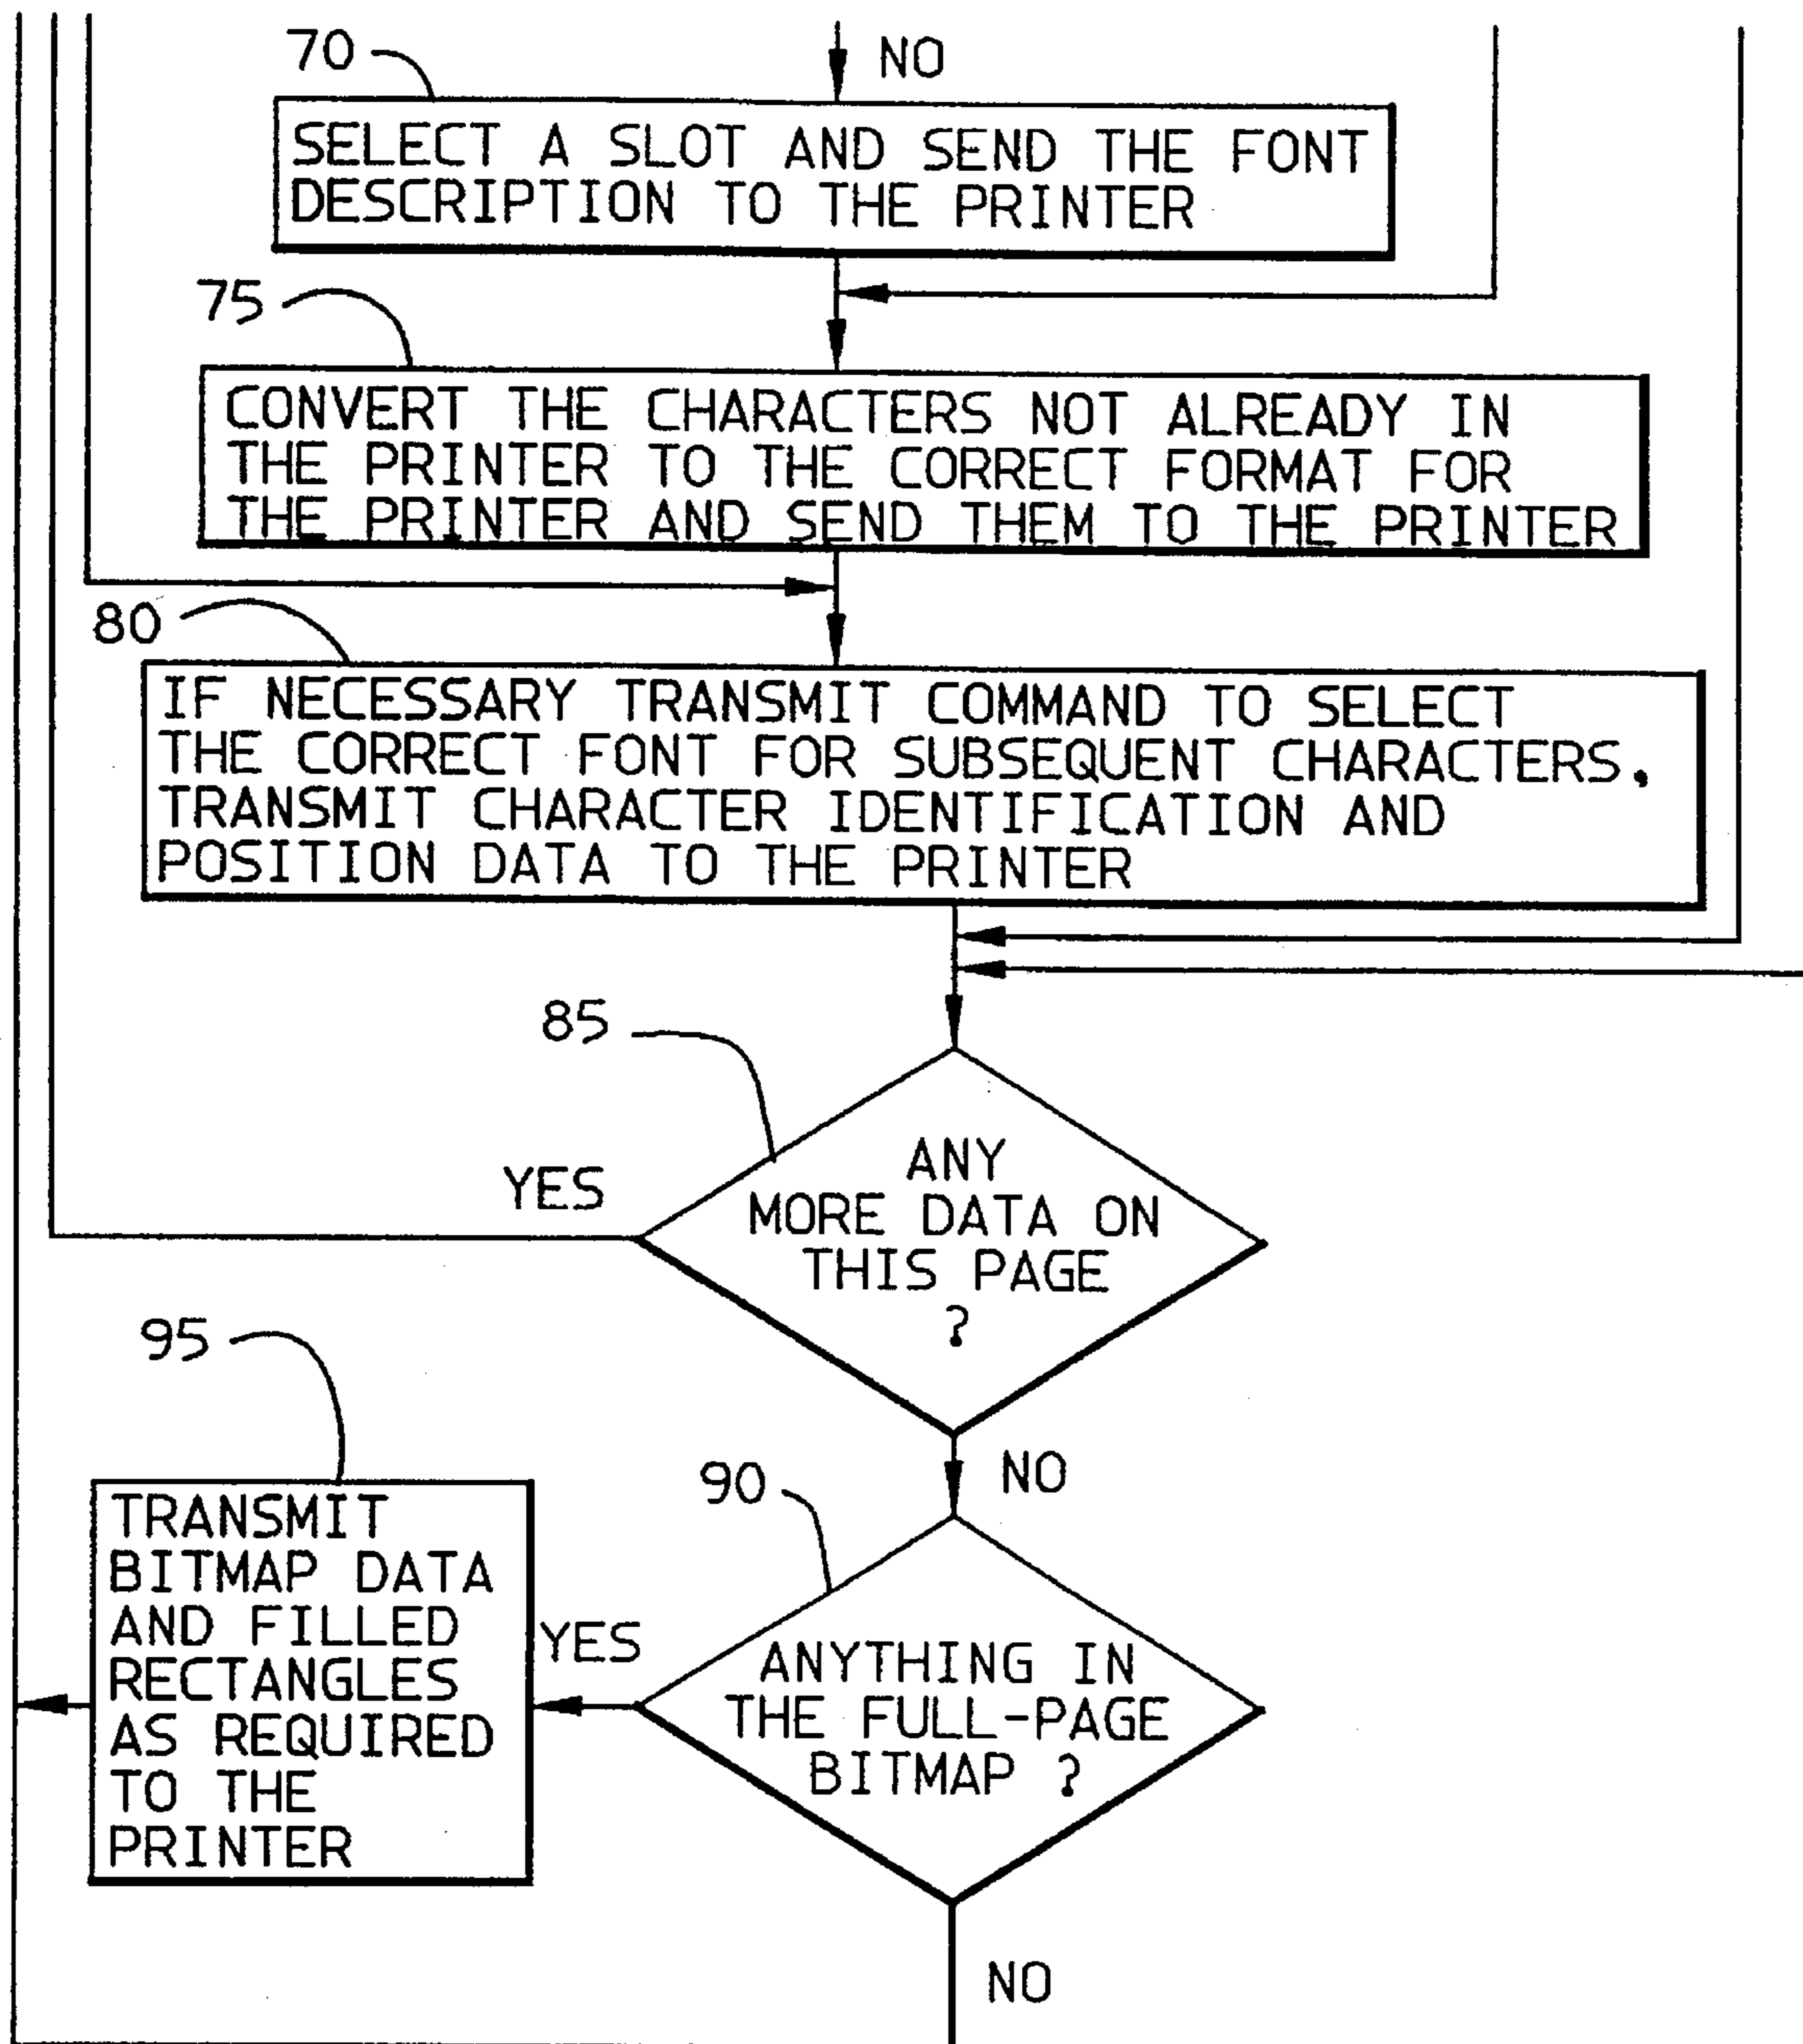 70
NO
SELECT A SLOT AND SEND THE FONT
DESCRIPTION TO THE PRINTER
75
CONVERT THE CHARACTERS NOT ALREADY IN
THE PRINTER TO THE CORRECT FORMAT FOR
THE PRINTER AND SEND THEM TO THE PRINTER
80
IF NECESSARY TRANSMIT COMMAND TO SELECT
THE CORRECT FONT FOR SUBSEQUENT CHARACTERS.
TRANSMIT CHARACTER IDENTIFICATION AND
POSITION DATA TO THE PRINTER
85
ANY
MORE DATA ON
THIS PAGE
?
YES
NO
90
ANYTHING IN
THE FULL-PAGE
BITMAP ?
YES
95
TRANSMIT
BITMAP DATA
AND FILLED
RECTANGLES
AS REQUIRED
TO THE
PRINTER
NO